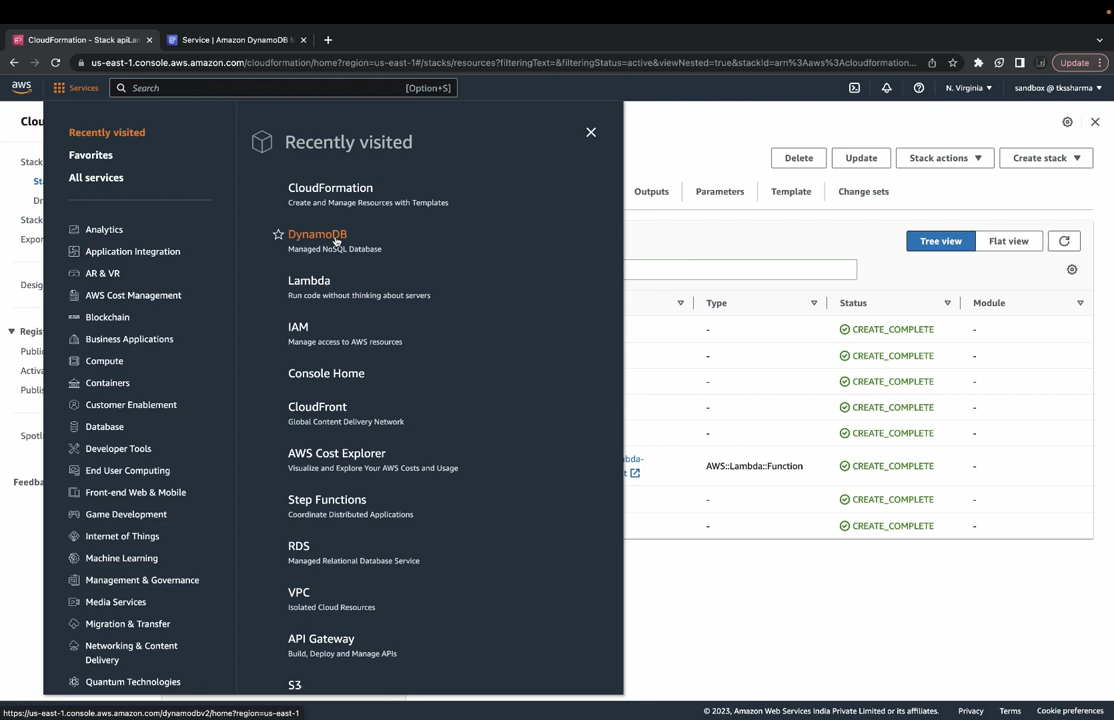 CloudFormation - Stack apiLan
Service | Amazon DynamoDB M
us-east-1.console.aws.amazon.com/cloudformation/home?region=us-east-1#/stacks/resources?filteringText=&filteringStatus=active&viewNested=true&stackId=arn%3Aaws%3Acloudformation...
Update
aws
Services
Search
[Option+S]
N. Virginia
sandbox @ tkssharma
Clou
Stack
Sta
Dr
Stack
Expor
Desig
Regis
Public
Activa
Publis
Spotli
Feedba
Recently visited
Favorites
All services
Analytics
Application Integration
AR & VR
AWS Cost Management
Blockchain
Business Applications
Compute
Containers
Customer Enablement
Database
Developer Tools
End User Computing
Front-end Web & Mobile
Game Development
Internet of Things
Machine Learning
Management & Governance
Media Services
Migration & Transfer
Networking & Content
Delivery
Quantum Technologies
Recently visited
CloudFormation
Create and Manage Resources with Templates
DynamoDB
Managed NoSQL Database
Lambda
Run code without thinking about servers
IAM
Manage access to AWS resources
Console Home
CloudFront
Global Content Delivery Network
AWS Cost Explorer
Visualize and Explore Your AWS Costs and Usage
Step Functions
Coordinate Distributed Applications
RDS
Managed Relational Database Service
VPC
Isolated Cloud Resources
API Gateway
Build, Deploy and Manage APIs
S3
Delete
Update
Stack actions
Create stack
Outputs
Parameters
Template
Change sets
Tree view
Flat view
Type
Status
Module
- CREATE_COMPLETE -
- CREATE_COMPLETE -
- CREATE_COMPLETE -
- CREATE_COMPLETE -
- CREATE_COMPLETE -
bda-
t
AWS::Lambda::Function CREATE_COMPLETE -
- CREATE_COMPLETE -
- CREATE_COMPLETE -
https://us-east-1.console.aws.amazon.com/dynamodbv2/home?region=us-east-1
© 2023, Amazon Web Services India Private Limited or its affiliates.
Privacy
Terms
Cookie preferences